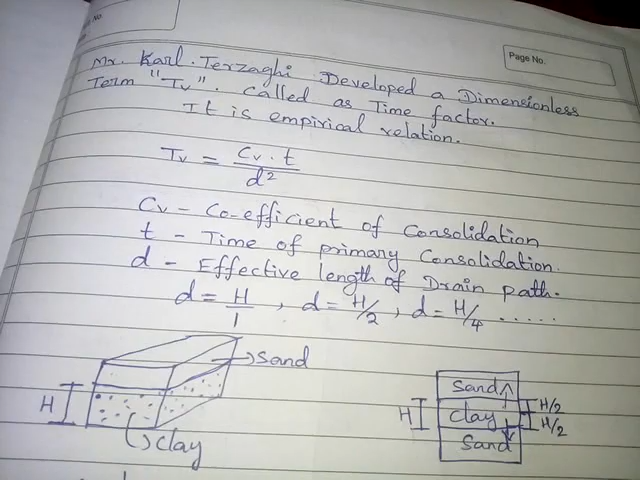 Page No.
Mr. Karl. Terzaghi Developed a Dimensionless
Term "Tv". called as Time factor.
It is empirical relation.
Tv = Cv . t / d²
Cv - Co-efficient of Consolidation
t - Time of primary Consolidation.
d - Effective length of Drain path.
d = H/1 , d = H/2 , d = H/4 .....
Sand
H
clay
Sand
H clay H/2
H/2
Sand